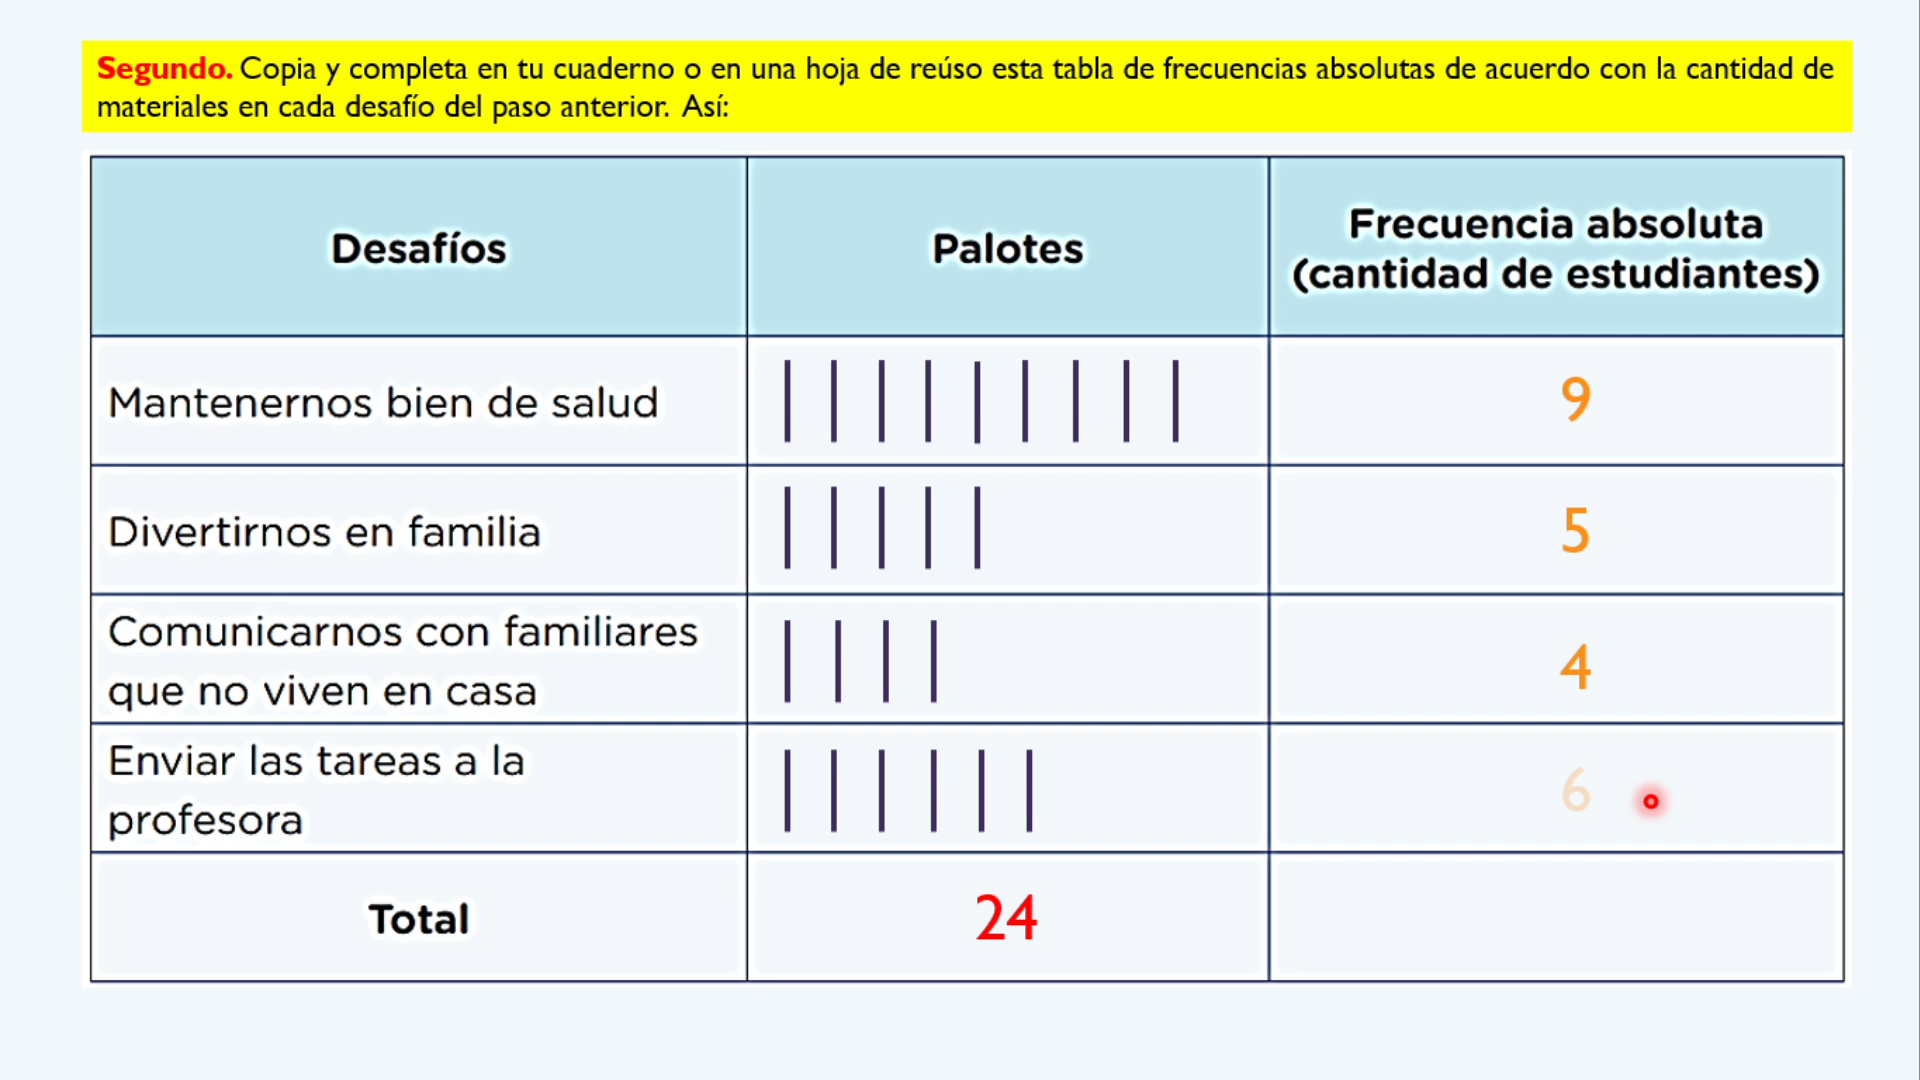 Segundo. Copia y completa en tu cuaderno o en una hoja de reúso esta tabla de frecuencias absolutas de acuerdo con la cantidad de
materiales en cada desafío del paso anterior. Así:
Desafíos
Palotes
Frecuencia absoluta
(cantidad de estudiantes)
Mantenernos bien de salud
9
Divertirnos en familia
5
Comunicarnos con familiares
que no viven en casa
4
Enviar las tareas a la
profesora
6
Total
24